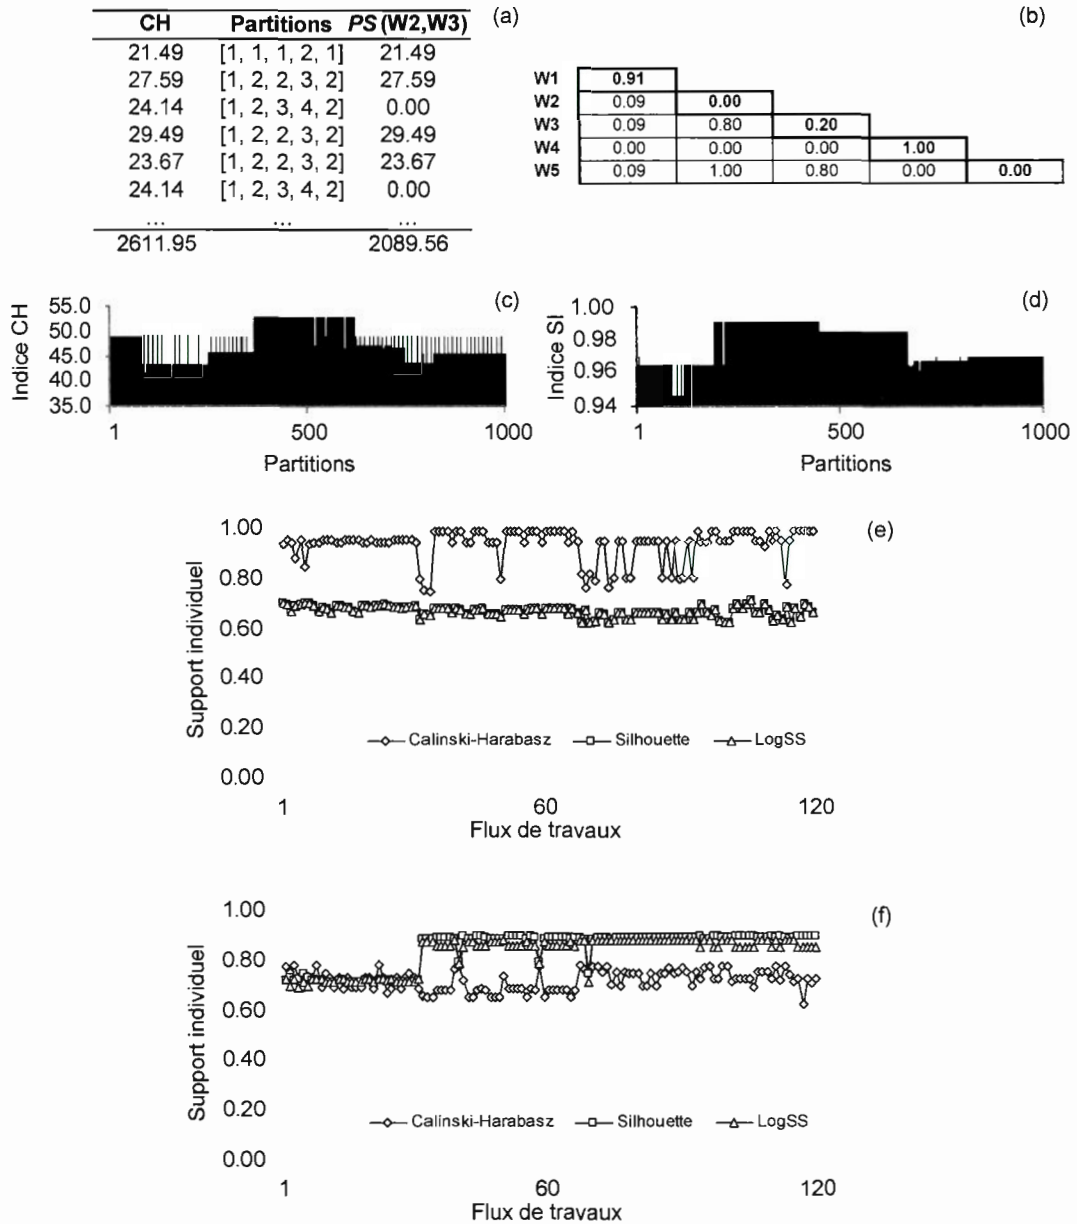 CH Partitions PS (W2,W3) (a)
21.49 [1, 1, 1, 2, 1] 21.49
27.59 [1, 2, 2, 3, 2] 27.59
24.14 [1, 2, 3, 4, 2] 0.00
29.49 [1, 2, 2, 3, 2] 29.49
23.67 [1, 2, 2, 3, 2] 23.67
24.14 [1, 2, 3, 4, 2] 0.00
... ... ...
2611.95 2089.56
(b)
W1 0.91
W2 0.09 0.00
W3 0.09 0.80 0.20
W4 0.00 0.00 0.00 1.00
W5 0.09 1.00 0.80 0.00 0.00
(c)
Indice CH
55.0
50.0
45.0
40.0
35.0
1 500 1000
Partitions
(d)
Indice SI
1.00
0.98
0.96
0.94
1 500 1000
Partitions
(e)
Support individuel
1.00
0.80
0.60
0.40
0.20
0.00
Calinski-Harabasz Silhouette LogSS
1 60 120
Flux de travaux
(f)
Support individuel
1.00
0.80
0.60
0.40
0.20
0.00
Calinski-Harabasz Silhouette LogSS
1 60 120
Flux de travaux